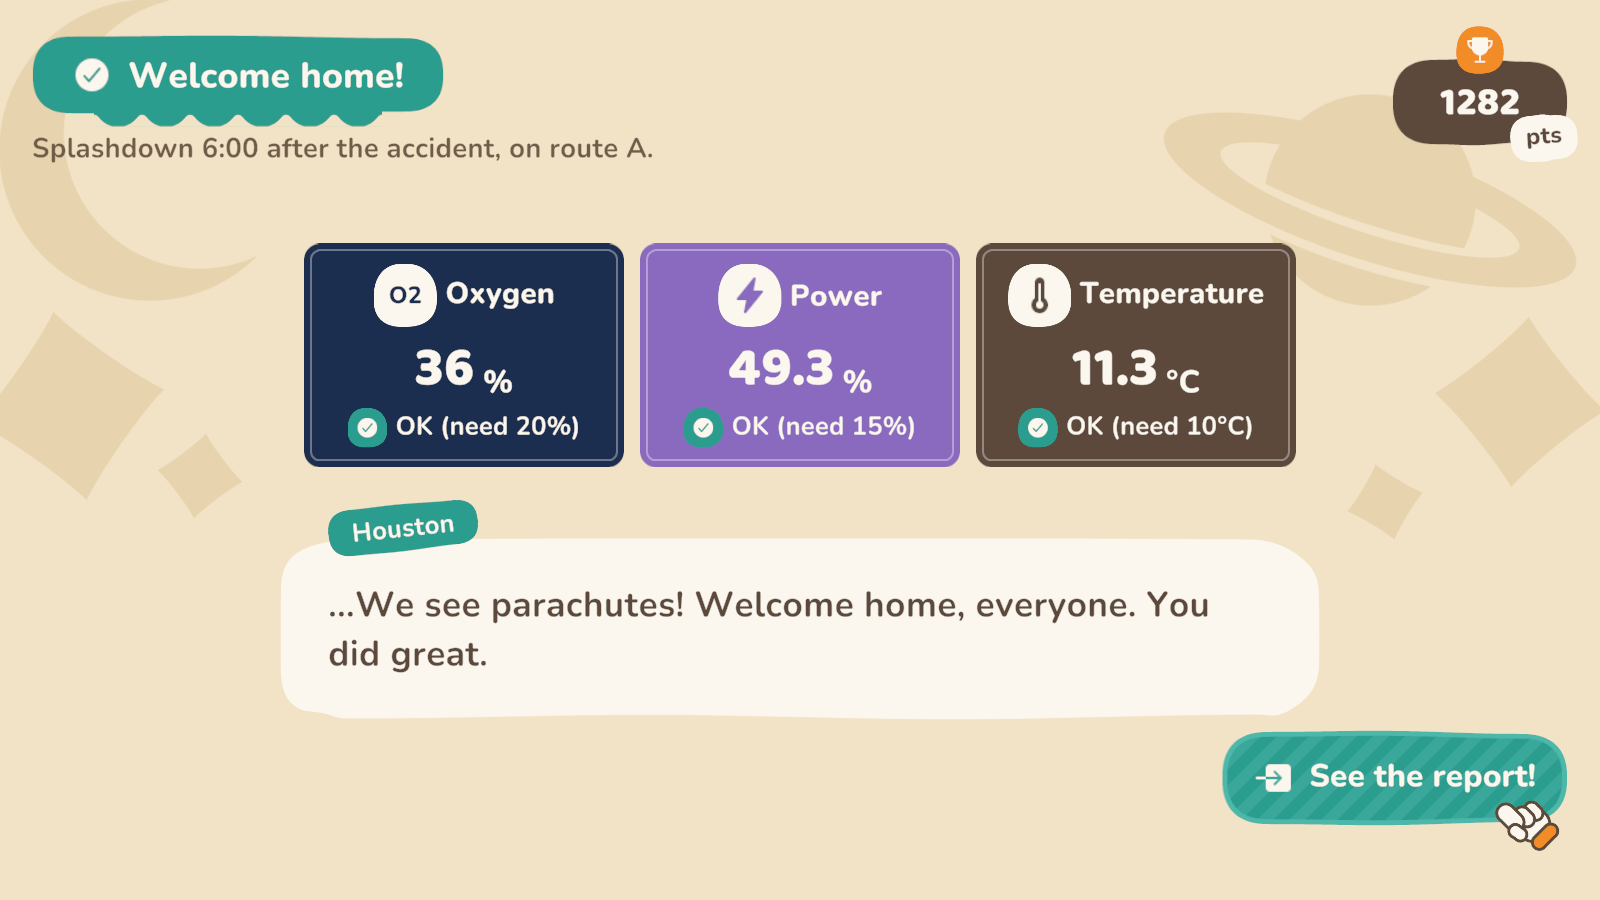 Welcome home!
Splashdown 6:00 after the accident, on route A.
1282
pts
O2 Oxygen
36 %
OK (need 20%)
Power
49.3 %
OK (need 15%)
Temperature
11.3 °C
OK (need 10°C)
Houston
...We see parachutes! Welcome home, everyone. You
did great.
See the report!